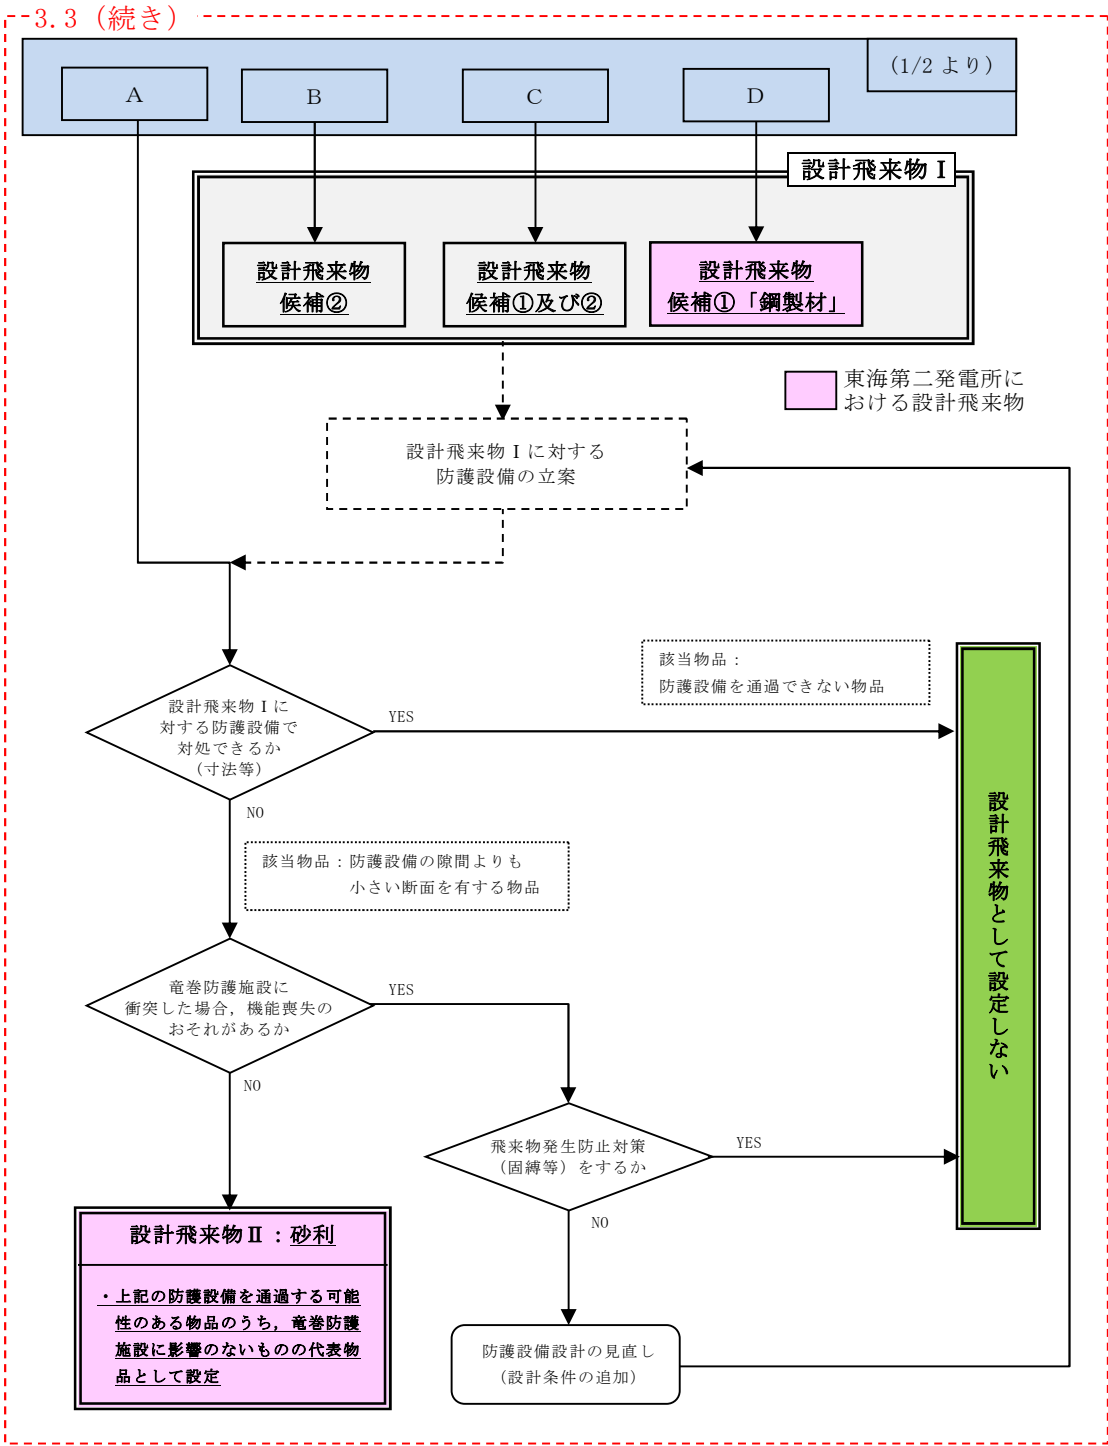 3.3（続き）
(1/2 より)
A
B
C
D
設計飛来物Ⅰ
設計飛来物
候補②
設計飛来物
候補①及び②
設計飛来物
候補①「鋼製材」
東海第二発電所に
おける設計飛来物
設計飛来物Ⅰに対する
防護設備の立案
該当物品：
防護設備を通過できない物品
設計飛来物Ⅰに
対する防護設備で
対処できるか
（寸法等）
YES
NO
該当物品：防護設備の隙間よりも
小さい断面を有する物品
設計飛来物として設定しない
竜巻防護施設に
衝突した場合，機能喪失の
おそれがあるか
YES
NO
飛来物発生防止対策
（固縛等）をするか
YES
NO
設計飛来物Ⅱ：砂利
・上記の防護設備を通過する可能
性のある物品のうち，竜巻防護
施設に影響のないものの代表物
品として設定
防護設備設計の見直し
（設計条件の追加）